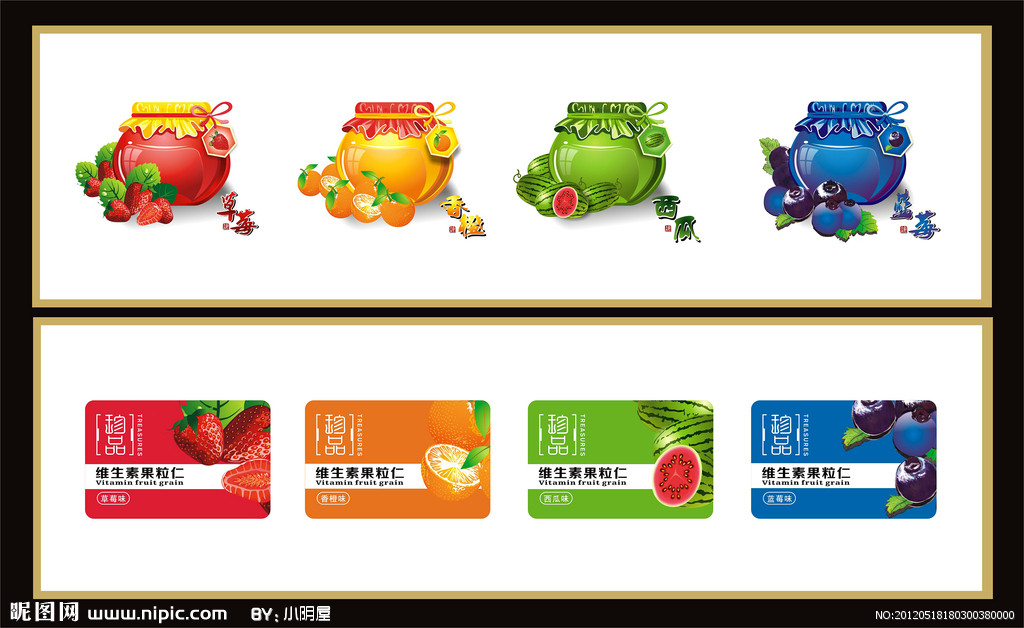 草莓
香橙
西瓜
蓝莓
珍品
TREASURES
维生素果粒仁
Vitamin fruit grain
草莓味
珍品
TREASURES
维生素果粒仁
Vitamin fruit grain
香橙味
珍品
TREASURES
维生素果粒仁
Vitamin fruit grain
西瓜味
珍品
TREASURES
维生素果粒仁
Vitamin fruit grain
蓝莓味
昵图网 www.nipic.com BY:小明屋
NO:20120518180300380000